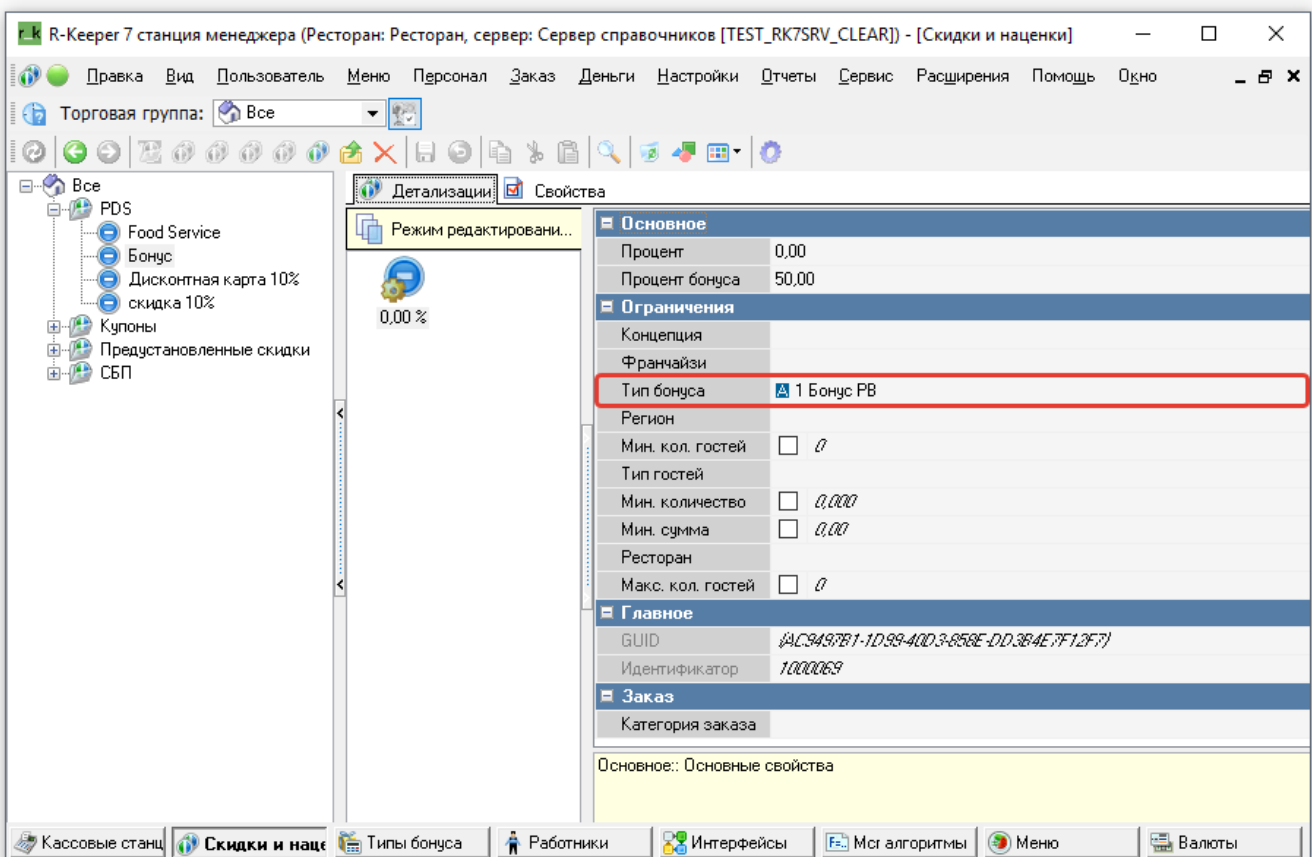 r_k R-Keeper 7 станция менеджера (Ресторан: Ресторан, сервер: Сервер справочников [TEST_RK7SRV_CLEAR]) - [Скидки и наценки]
Правка Вид Пользователь Меню Персонал Заказ Деньги Настройки Отчеты Сервис Расширения Помощь Окно
Торговая группа: Все
Все
PDS
Food Service
Бонус
Дисконтная карта 10%
скидка 10%
Купоны
Предустановленные скидки
СБП
Детализации Свойства
Режим редактировани...
0,00 %
Основное
Процент 0,00
Процент бонуса 50,00
Ограничения
Концепция
Франчайзи
Тип бонуса A 1 Бонус РВ
Регион
Мин. кол. гостей 0
Тип гостей
Мин. количество 0,000
Мин. сумма 0,00
Ресторан
Макс. кол. гостей 0
Главное
GUID {AC9497B1-1D99-40D3-858E-DD3B4E7F12F7}
Идентификатор 1000069
Заказ
Категория заказа
Основное:: Основные свойства
Кассовые станц Скидки и наце Типы бонуса Работники Интерфейсы Мсr алгоритмы Меню Валюты